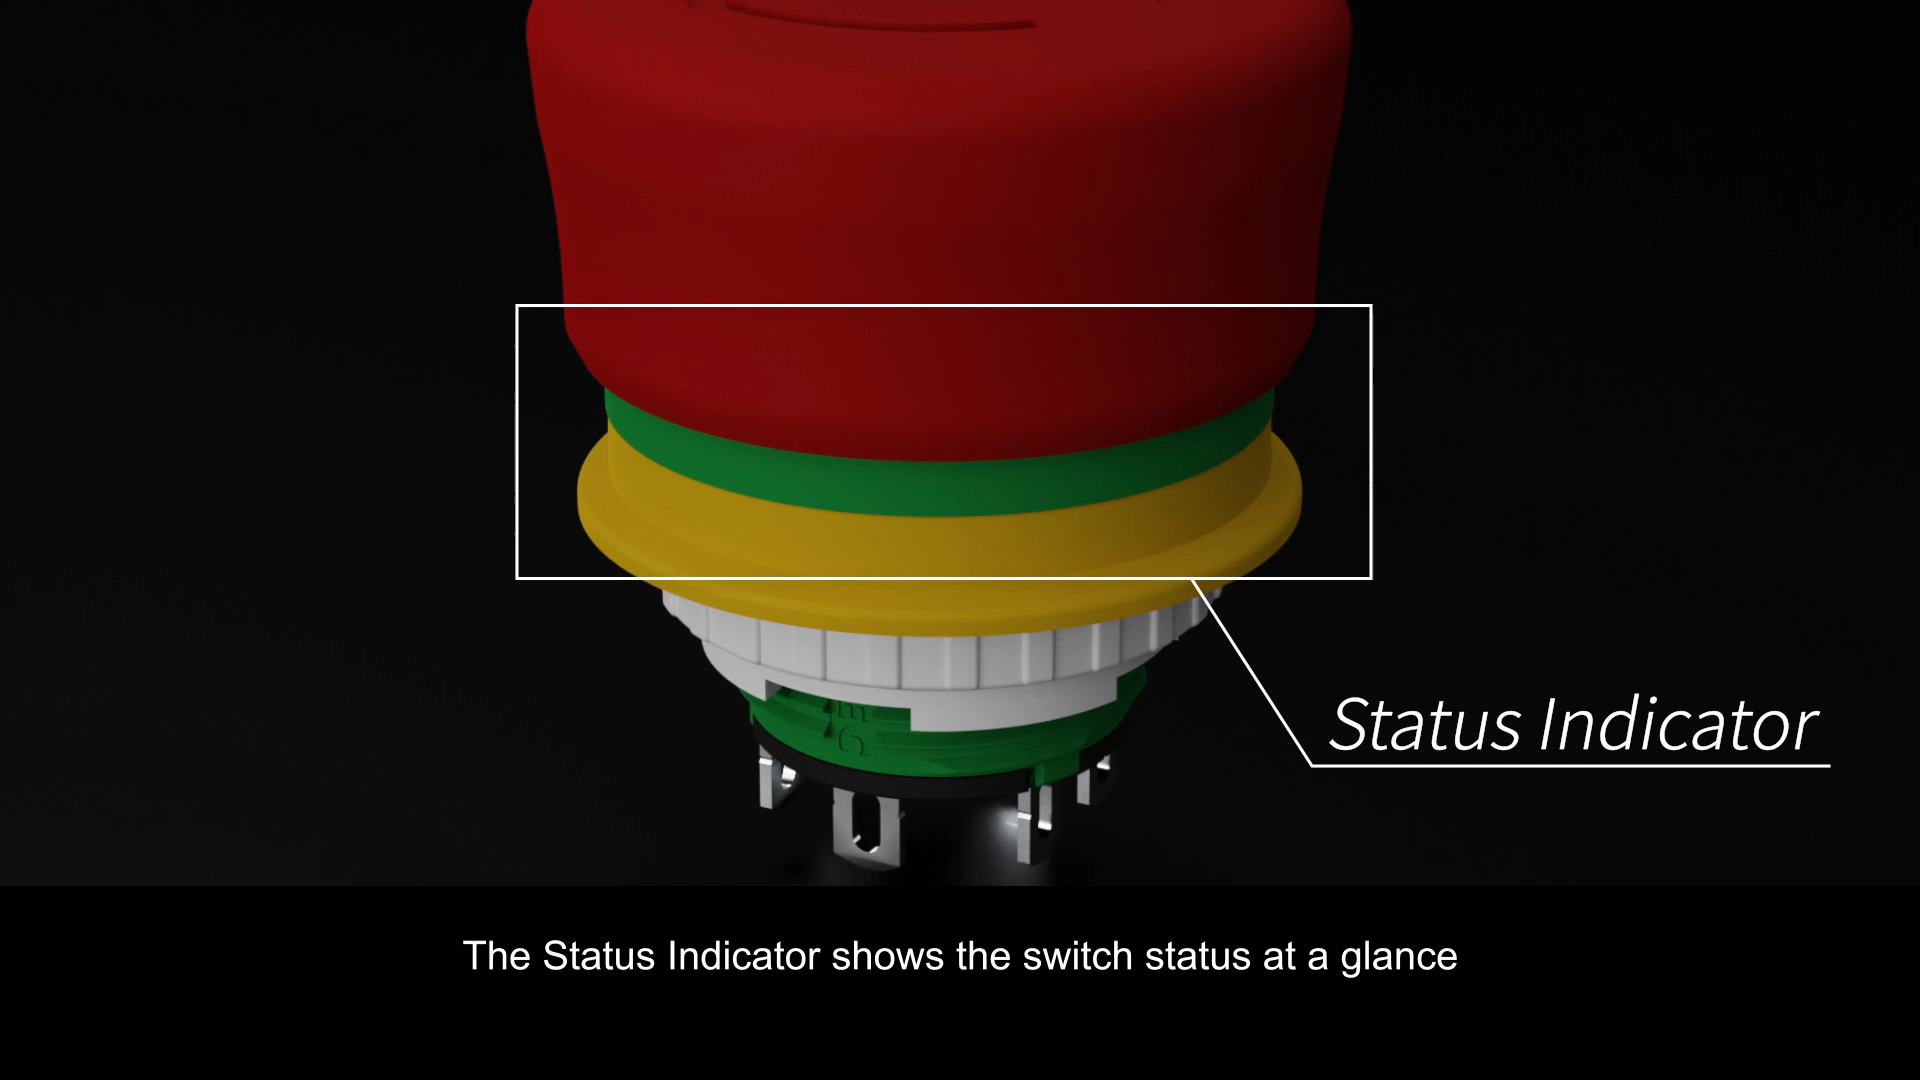 Status Indicator
The Status Indicator shows the switch status at a glance